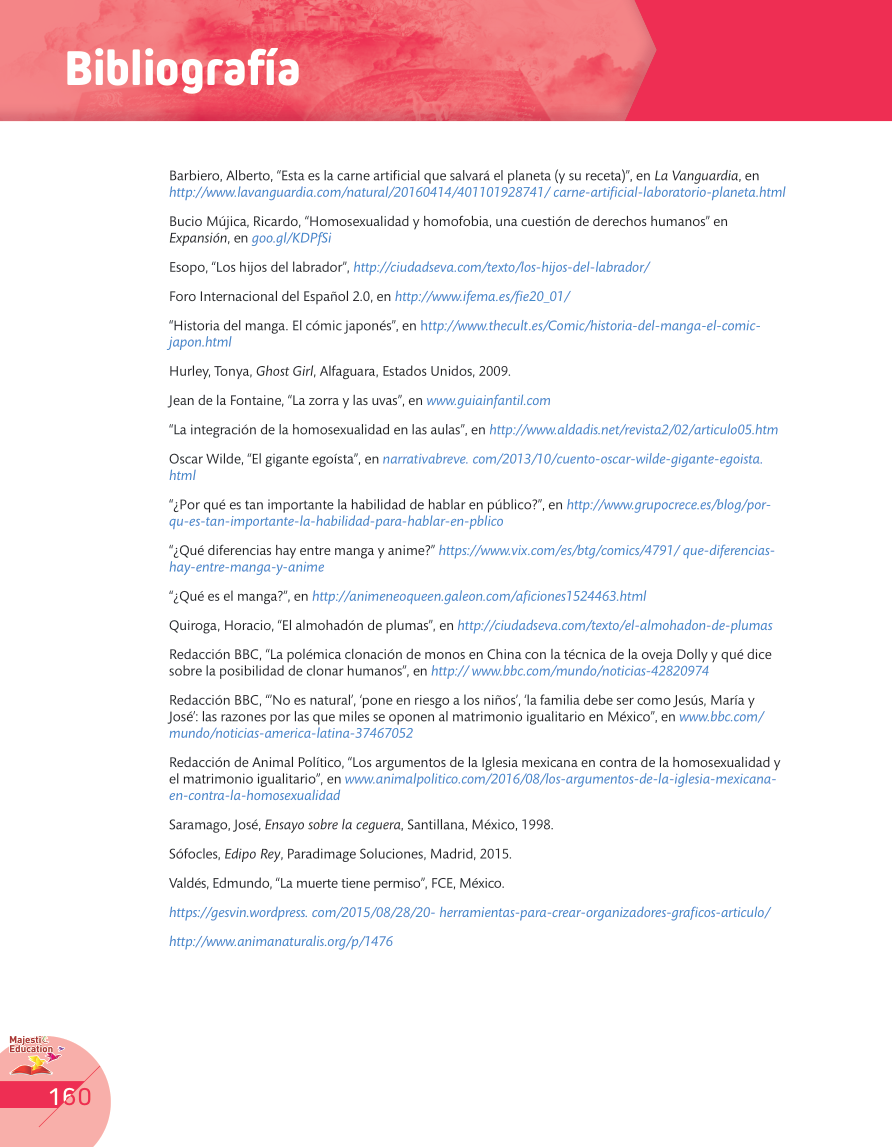 Bibliografía
Barbiero, Alberto, “Esta es la carne artificial que salvará el planeta (y su receta)”, en La Vanguardia, en
http://www.lavanguardia.com/natural/20160414/401101928741/ carne-artificial-laboratorio-planeta.html
Bucio Mújica, Ricardo, “Homosexualidad y homofobia, una cuestión de derechos humanos” en
Expansión, en goo.gl/KDPfSi
Esopo, “Los hijos del labrador”, http://ciudadseva.com/texto/los-hijos-del-labrador/
Foro Internacional del Español 2.0, en http://www.ifema.es/fie20_01/
“Historia del manga. El cómic japonés”, en http://www.thecult.es/Comic/historia-del-manga-el-comic-
japon.html
Hurley, Tonya, Ghost Girl, Alfaguara, Estados Unidos, 2009.
Jean de la Fontaine, “La zorra y las uvas”, en www.guiainfantil.com
“La integración de la homosexualidad en las aulas”, en http://www.aldadis.net/revista2/02/articulo05.htm
Oscar Wilde, “El gigante egoísta”, en narrativabreve. com/2013/10/cuento-oscar-wilde-gigante-egoista.
html
“¿Por qué es tan importante la habilidad de hablar en público?”, en http://www.grupocrece.es/blog/por-
qu-es-tan-importante-la-habilidad-para-hablar-en-pblico
“¿Qué diferencias hay entre manga y anime?” https://www.vix.com/es/btg/comics/4791/ que-diferencias-
hay-entre-manga-y-anime
“¿Qué es el manga?”, en http://animeneoqueen.galeon.com/aficiones1524463.html
Quiroga, Horacio, “El almohadón de plumas”, en http://ciudadseva.com/texto/el-almohadon-de-plumas
Redacción BBC, “La polémica clonación de monos en China con la técnica de la oveja Dolly y qué dice
sobre la posibilidad de clonar humanos”, en http:// www.bbc.com/mundo/noticias-42820974
Redacción BBC, “‘No es natural’, ‘pone en riesgo a los niños’, ‘la familia debe ser como Jesús, María y
José’: las razones por las que miles se oponen al matrimonio igualitario en México”, en www.bbc.com/
mundo/noticias-america-latina-37467052
Redacción de Animal Político, “Los argumentos de la Iglesia mexicana en contra de la homosexualidad y
el matrimonio igualitario”, en www.animalpolitico.com/2016/08/los-argumentos-de-la-iglesia-mexicana-
en-contra-la-homosexualidad
Saramago, José, Ensayo sobre la ceguera, Santillana, México, 1998.
Sófocles, Edipo Rey, Paradimage Soluciones, Madrid, 2015.
Valdés, Edmundo, “La muerte tiene permiso”, FCE, México.
https://gesvin.wordpress. com/2015/08/28/20- herramientas-para-crear-organizadores-graficos-articulo/
http://www.animanaturalis.org/p/1476
Majestic
Education
160